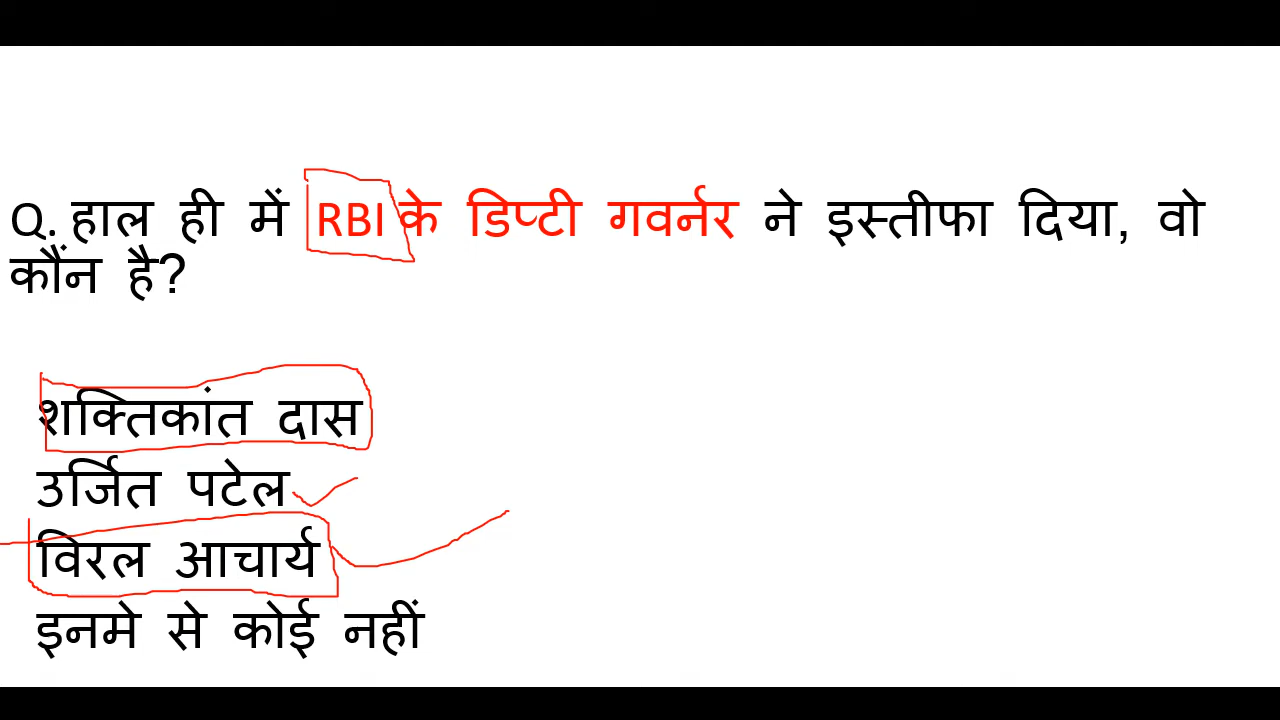 Q. हाल ही में RBI के डिप्टी गवर्नर ने इस्तीफा दिया, वो
कौंन है?
शक्तिकांत दास
उर्जित पटेल
विरल आचार्य
इनमे से कोई नहीं